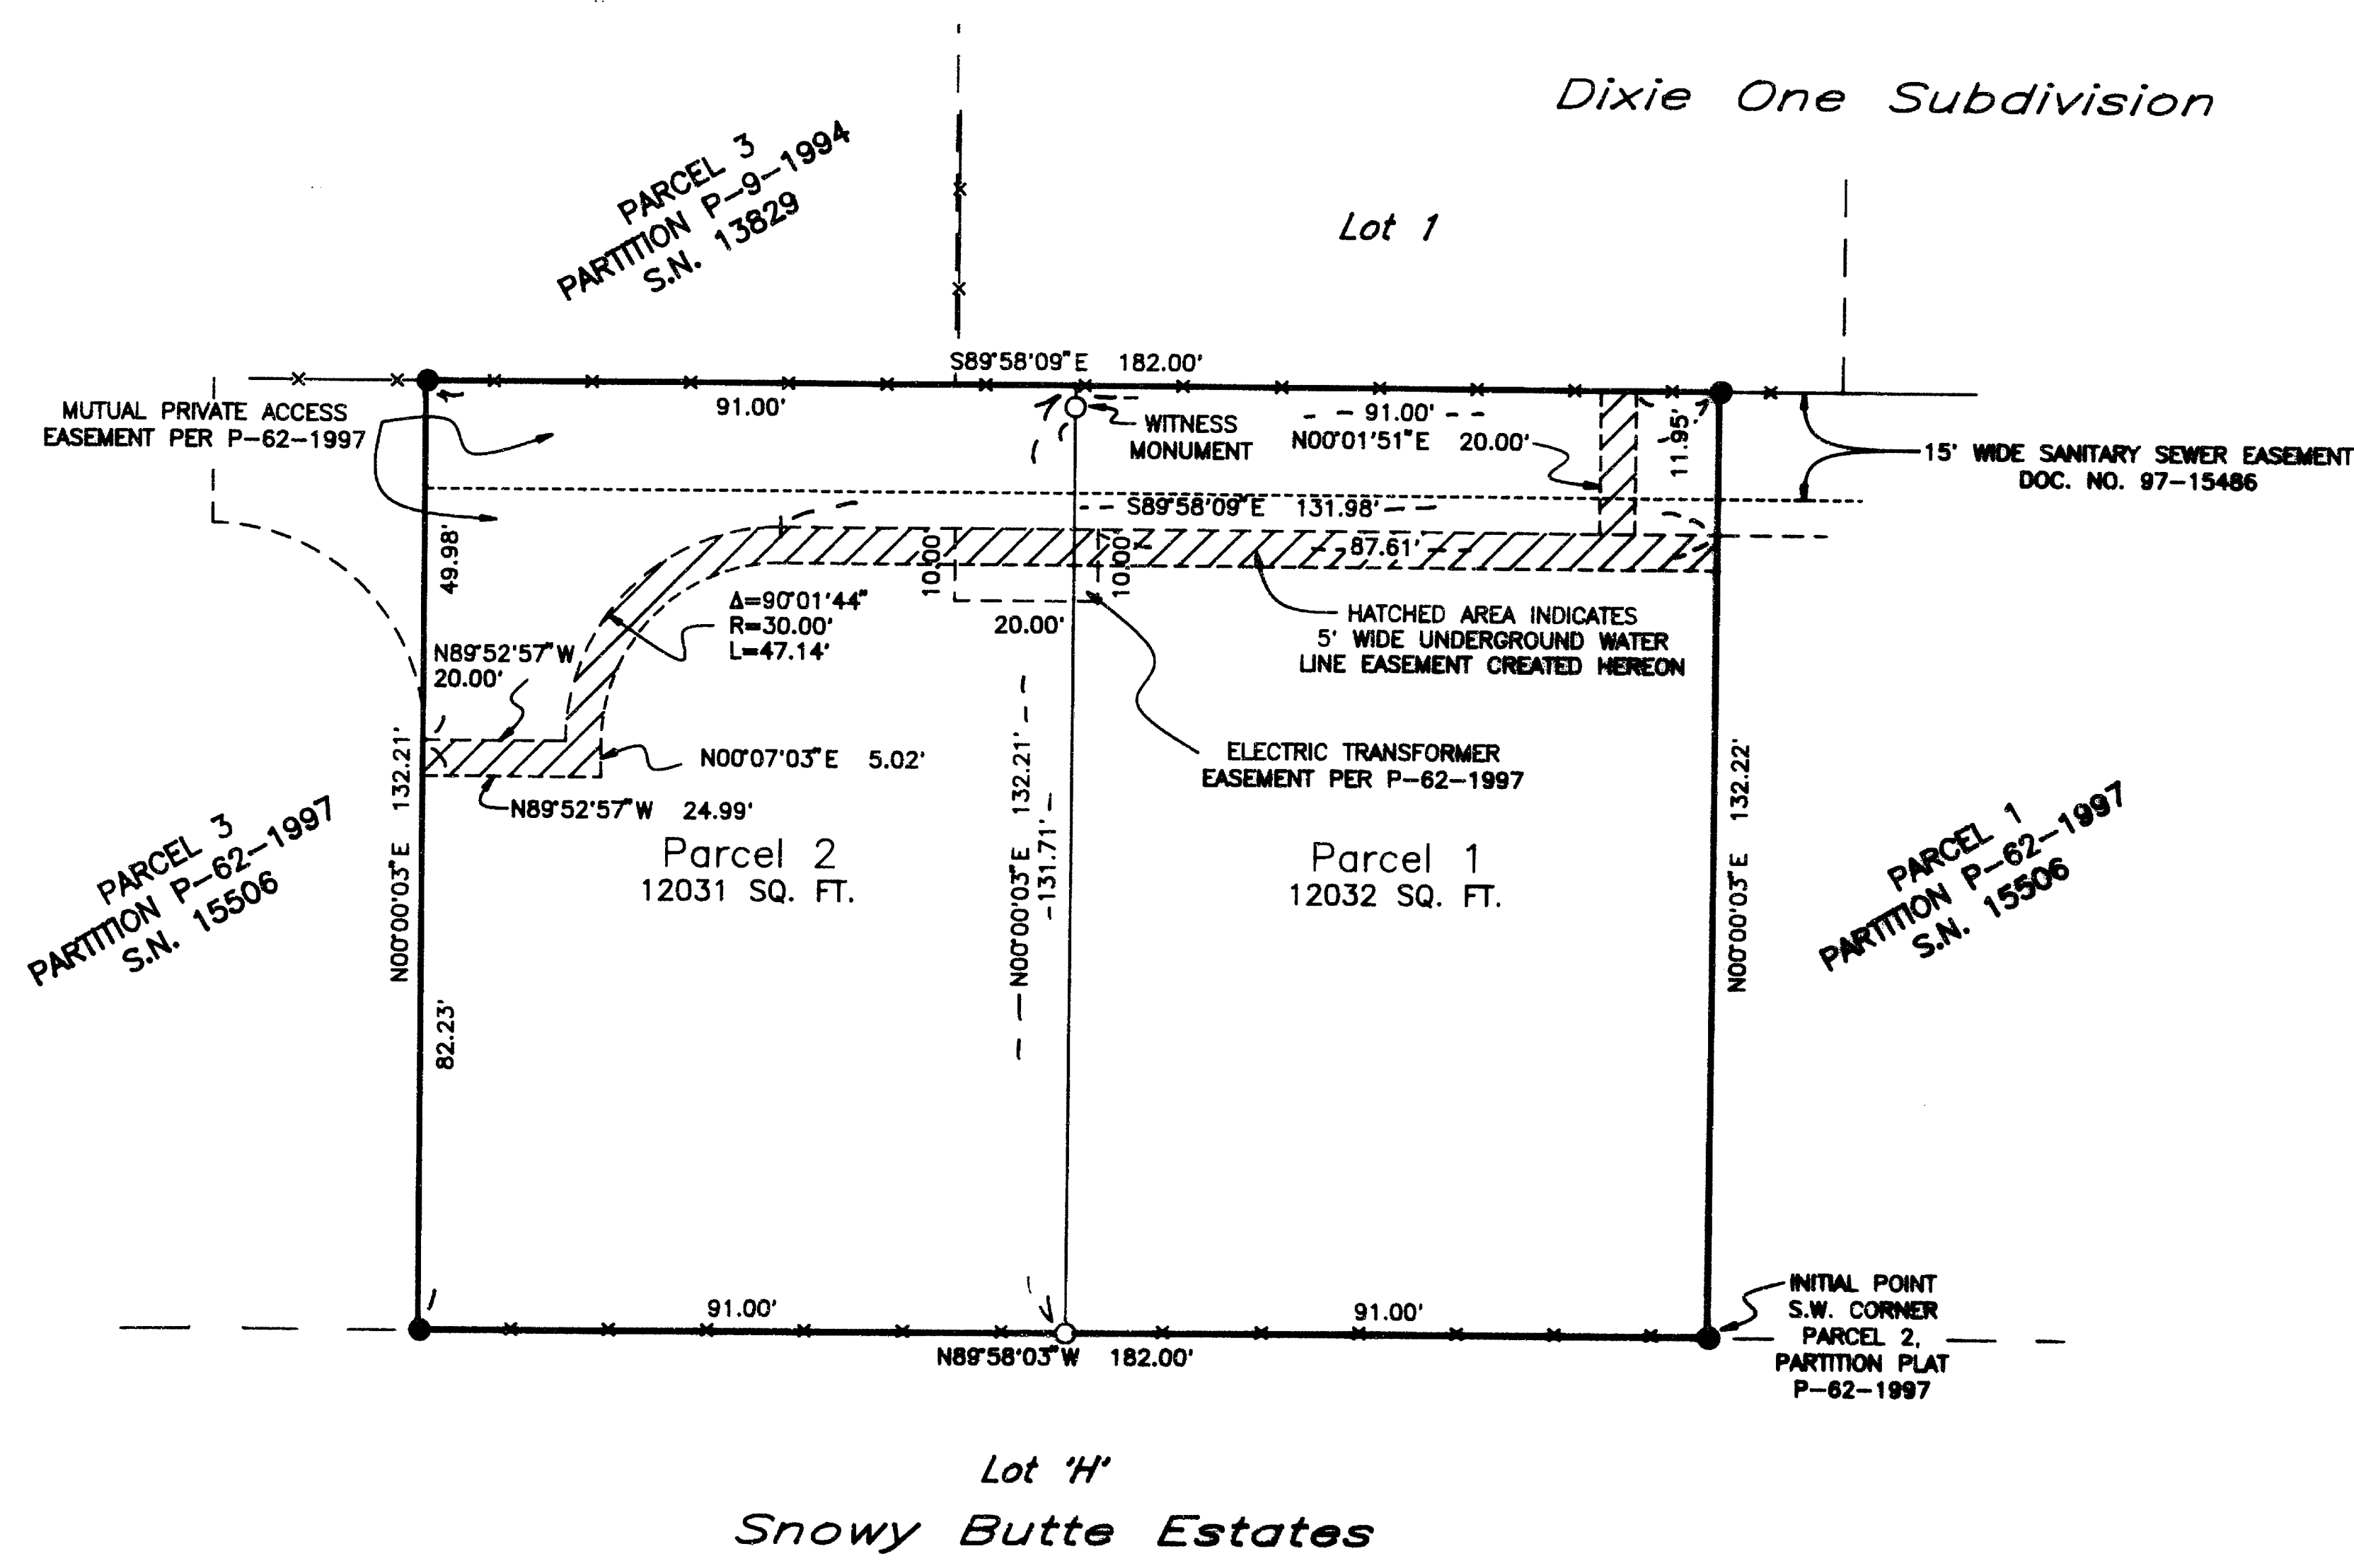 Dixie One Subdivision
PARCEL 3
PARTITION P-9-1994
S.N. 13829
Lot 1
S89°58'09"E 182.00'
91.00'
MUTUAL PRIVATE ACCESS
EASEMENT PER P-62-1997
WITNESS
MONUMENT
91.00'
N00°01'51"E 20.00'
11.95'
15' WIDE SANITARY SEWER EASEMENT
DOC. NO. 97-15486
S89°58'09"E 131.98'
87.61'
49.98'
10.00'
10.00'
20.00'
Δ=90°01'44"
R=30.00'
L=47.14'
HATCHED AREA INDICATES
5' WIDE UNDERGROUND WATER
LINE EASEMENT CREATED HEREON
N89°52'57"W
20.00'
N00°07'03"E 5.02'
N89°52'57"W 24.99'
ELECTRIC TRANSFORMER
EASEMENT PER P-62-1997
Parcel 2
12031 SQ. FT.
Parcel 1
12032 SQ. FT.
N00°00'03"E 132.21'
82.23'
N00°00'03"E 132.21'
131.71'
N00°00'03"E 132.22'
PARCEL 3
PARTITION P-62-1997
S.N. 15506
PARCEL 1
PARTITION P-62-1997
S.N. 15506
91.00'
91.00'
N89°58'03"W 182.00'
INITIAL POINT
S.W. CORNER
PARCEL 2,
PARTITION PLAT
P-62-1997
Lot 'H'
Snowy Butte Estates